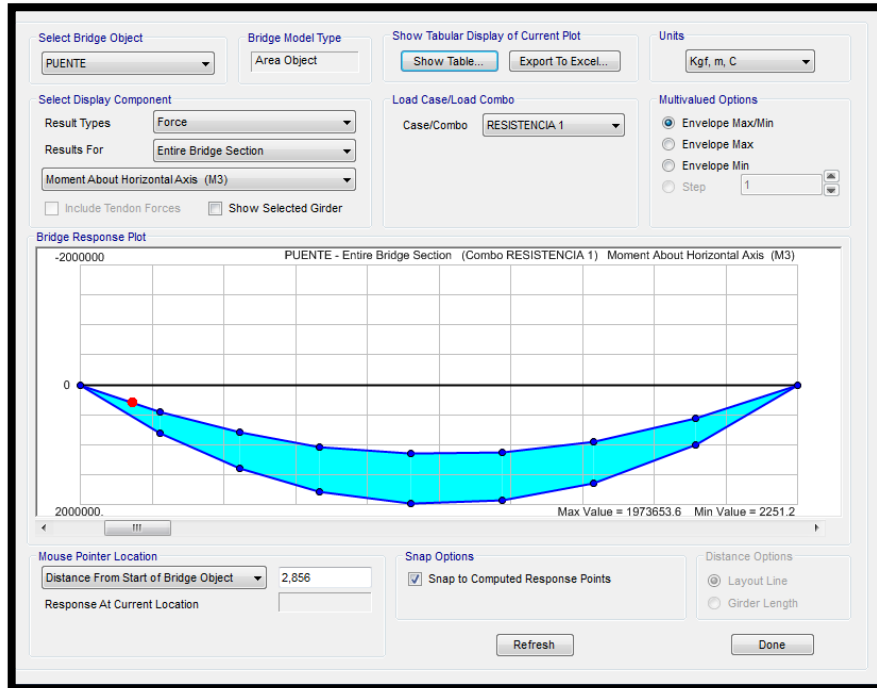 Select Bridge Object
PUENTE
Bridge Model Type
Area Object
Show Tabular Display of Current Plot
Show Table...
Export To Excel...
Units
Kgf, m, C
Select Display Component
Result Types
Force
Results For
Entire Bridge Section
Moment About Horizontal Axis (M3)
Include Tendon Forces
Show Selected Girder
Load Case/Load Combo
Case/Combo
RESISTENCIA 1
Multivalued Options
Envelope Max/Min
Envelope Max
Envelope Min
Step
1
Bridge Response Plot
-2000000
PUENTE - Entire Bridge Section (Combo RESISTENCIA 1) Moment About Horizontal Axis (M3)
0
2000000.
Max Value = 1973653.6 Min Value = 2251.2
Mouse Pointer Location
Distance From Start of Bridge Object
2,856
Response At Current Location
Snap Options
Snap to Computed Response Points
Distance Options
Layout Line
Girder Length
Refresh
Done